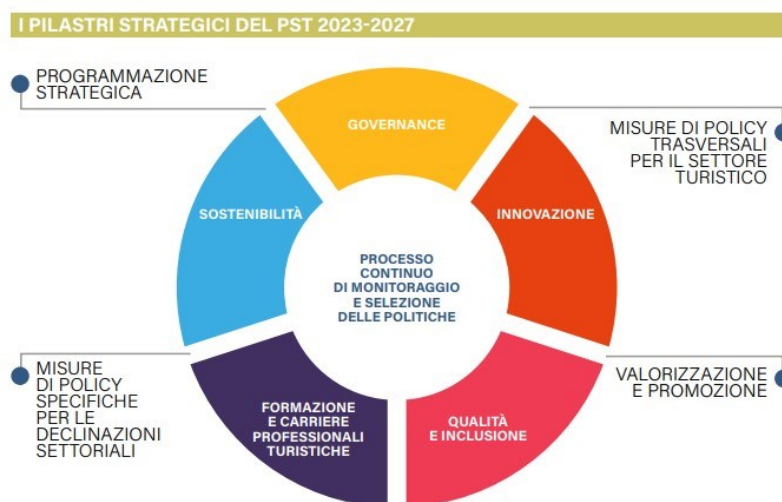 I PILASTRI STRATEGICI DEL PST 2023-2027
PROGRAMMAZIONE
STRATEGICA
GOVERNANCE
MISURE DI POLICY
TRASVERSALI
PER IL SETTORE
TURISTICO
SOSTENIBILITÀ
INNOVAZIONE
PROCESSO
CONTINUO
DI MONITORAGGIO
E SELEZIONE
DELLE POLITICHE
MISURE
DI POLICY
SPECIFICHE
PER LE
DECLINAZIONI
SETTORIALI
FORMAZIONE
E CARRIERE
PROFESSIONALI
TURISTICHE
QUALITÀ
E INCLUSIONE
VALORIZZAZIONE
E PROMOZIONE